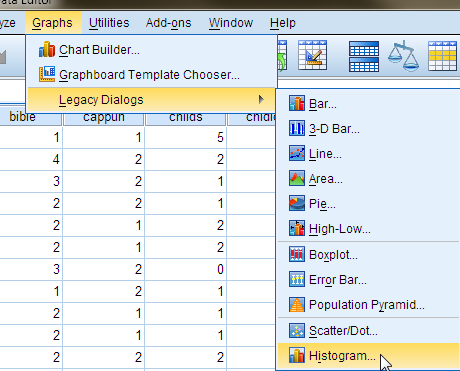 ata Editor
yze Graphs Utilities Add-ons Window Help
Chart Builder...
Graphboard Template Chooser...
Legacy Dialogs
Bar...
3-D Bar...
Line...
Area...
Pie...
High-Low...
Boxplot...
Error Bar...
Population Pyramid...
Scatter/Dot...
Histogram...
bible cappun childs
1 1 5
4 2 2
3 2 1
2 2 1
2 1 2
2 1 2
3 2 0
1 2 1
2 1 1
2 1 1
2 2 2